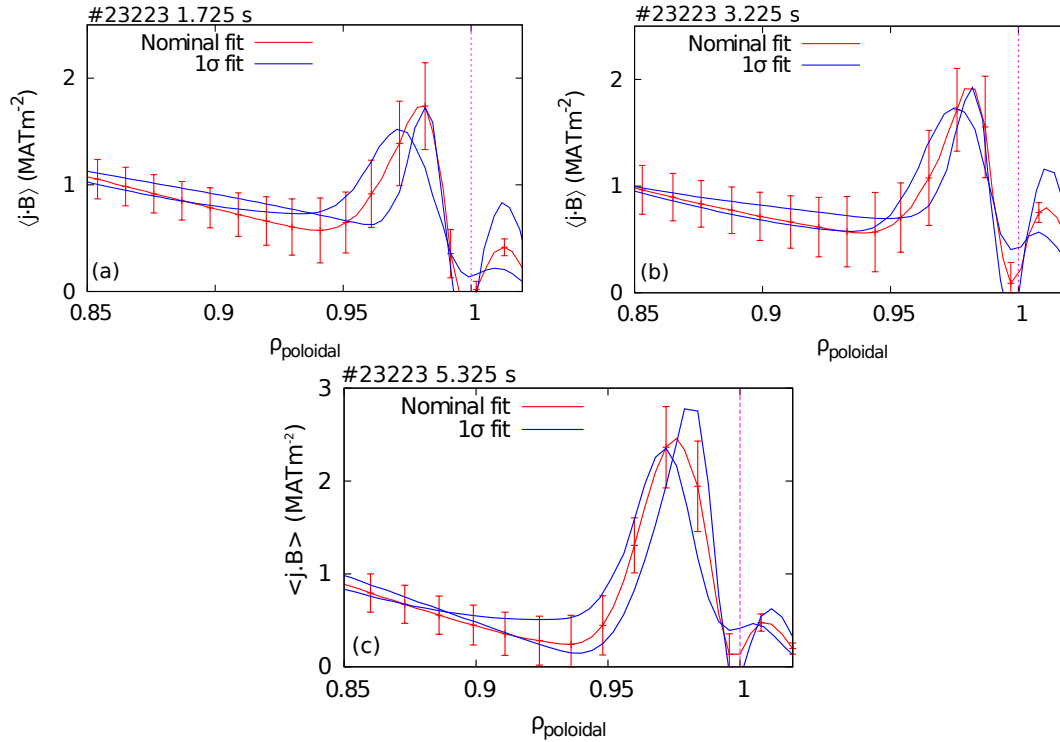 #23223 1.725 s
Nominal fit
1σ fit
⟨j·B⟩ (MATm⁻²)
2
1
0
(a)
0.85 0.9 0.95 1
ρpoloidal
#23223 3.225 s
Nominal fit
1σ fit
⟨j·B⟩ (MATm⁻²)
2
1
0
(b)
0.85 0.9 0.95 1
ρpoloidal
#23223 5.325 s
Nominal fit
1σ fit
<j.B> (MATm⁻²)
3
2
1
0
(c)
0.85 0.9 0.95 1
ρpoloidal